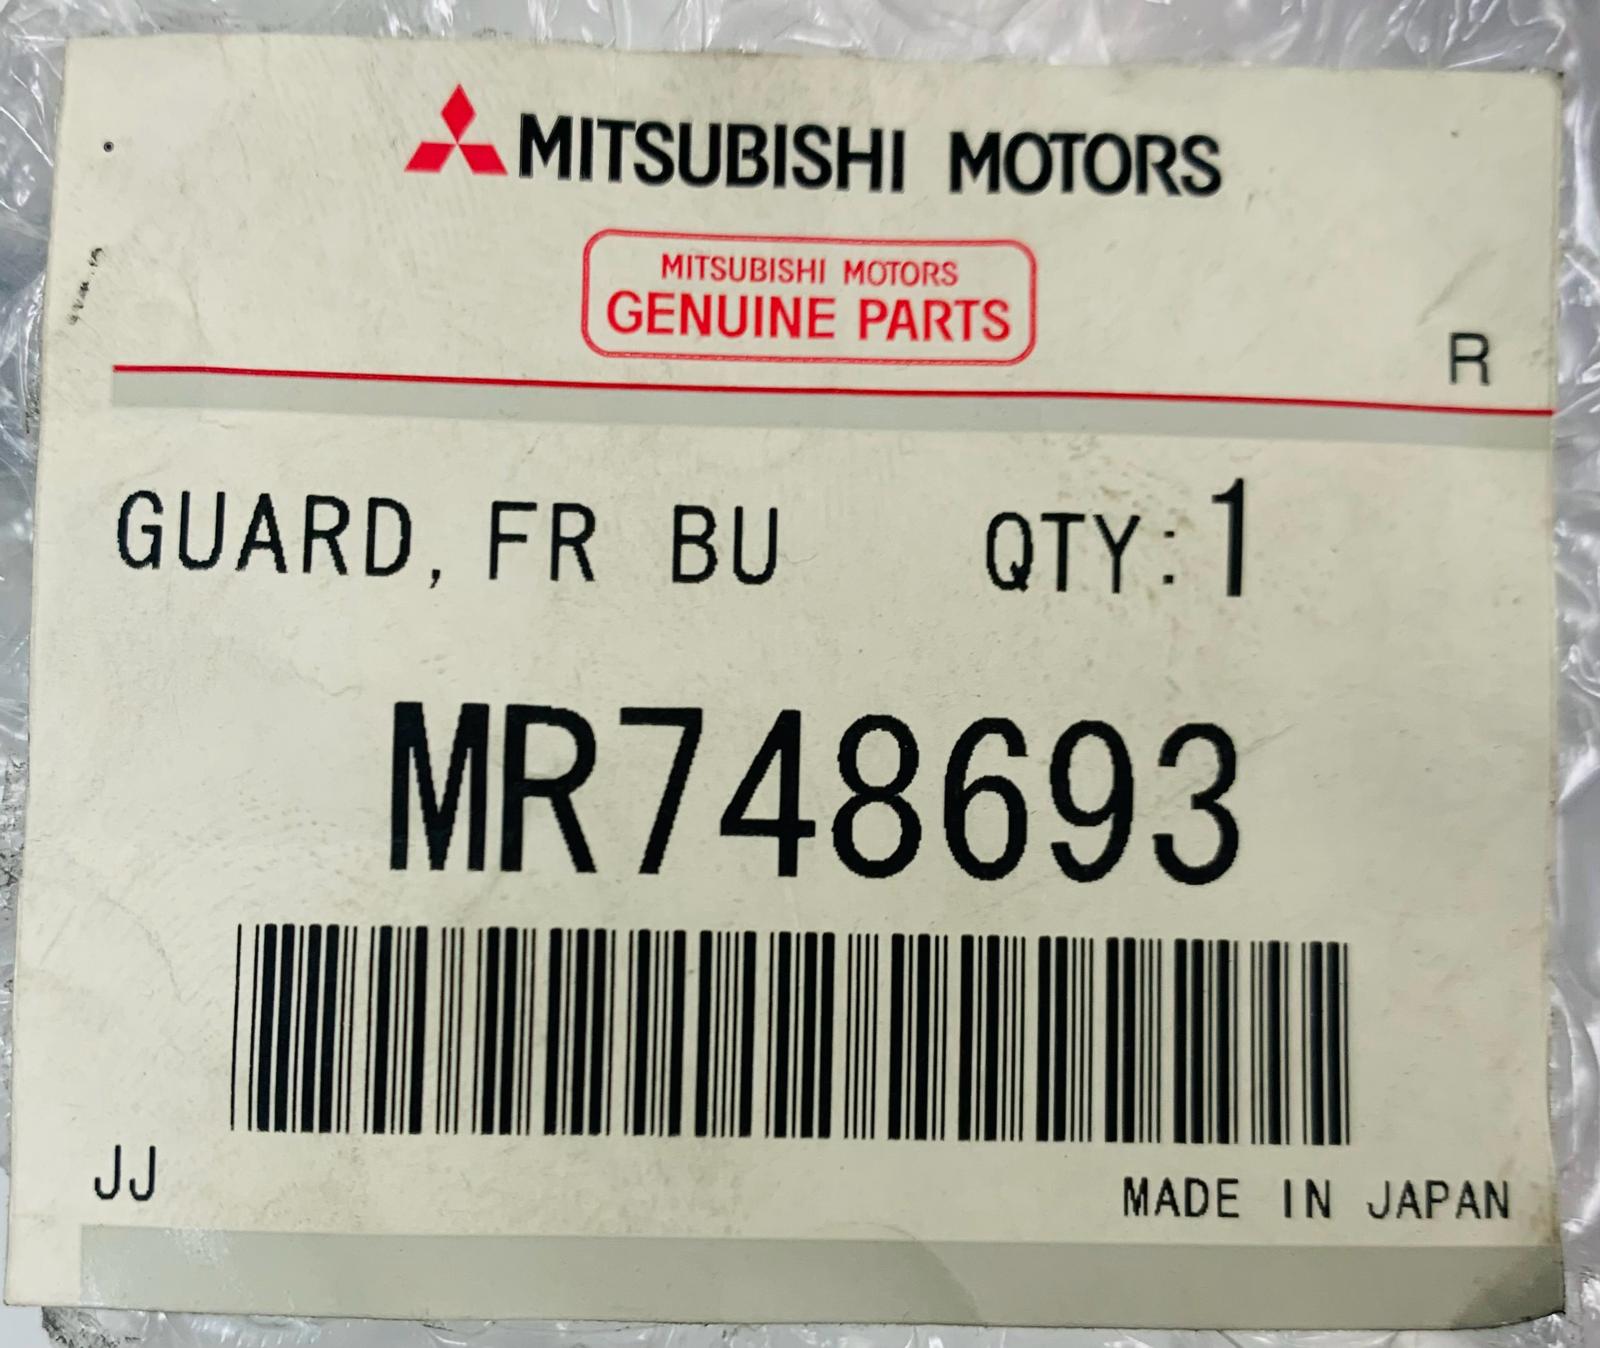 MITSUBISHI MOTORS
MITSUBISHI MOTORS
GENUINE PARTS
R
GUARD, FR BU QTY:1
MR748693
JJ
MADE IN JAPAN